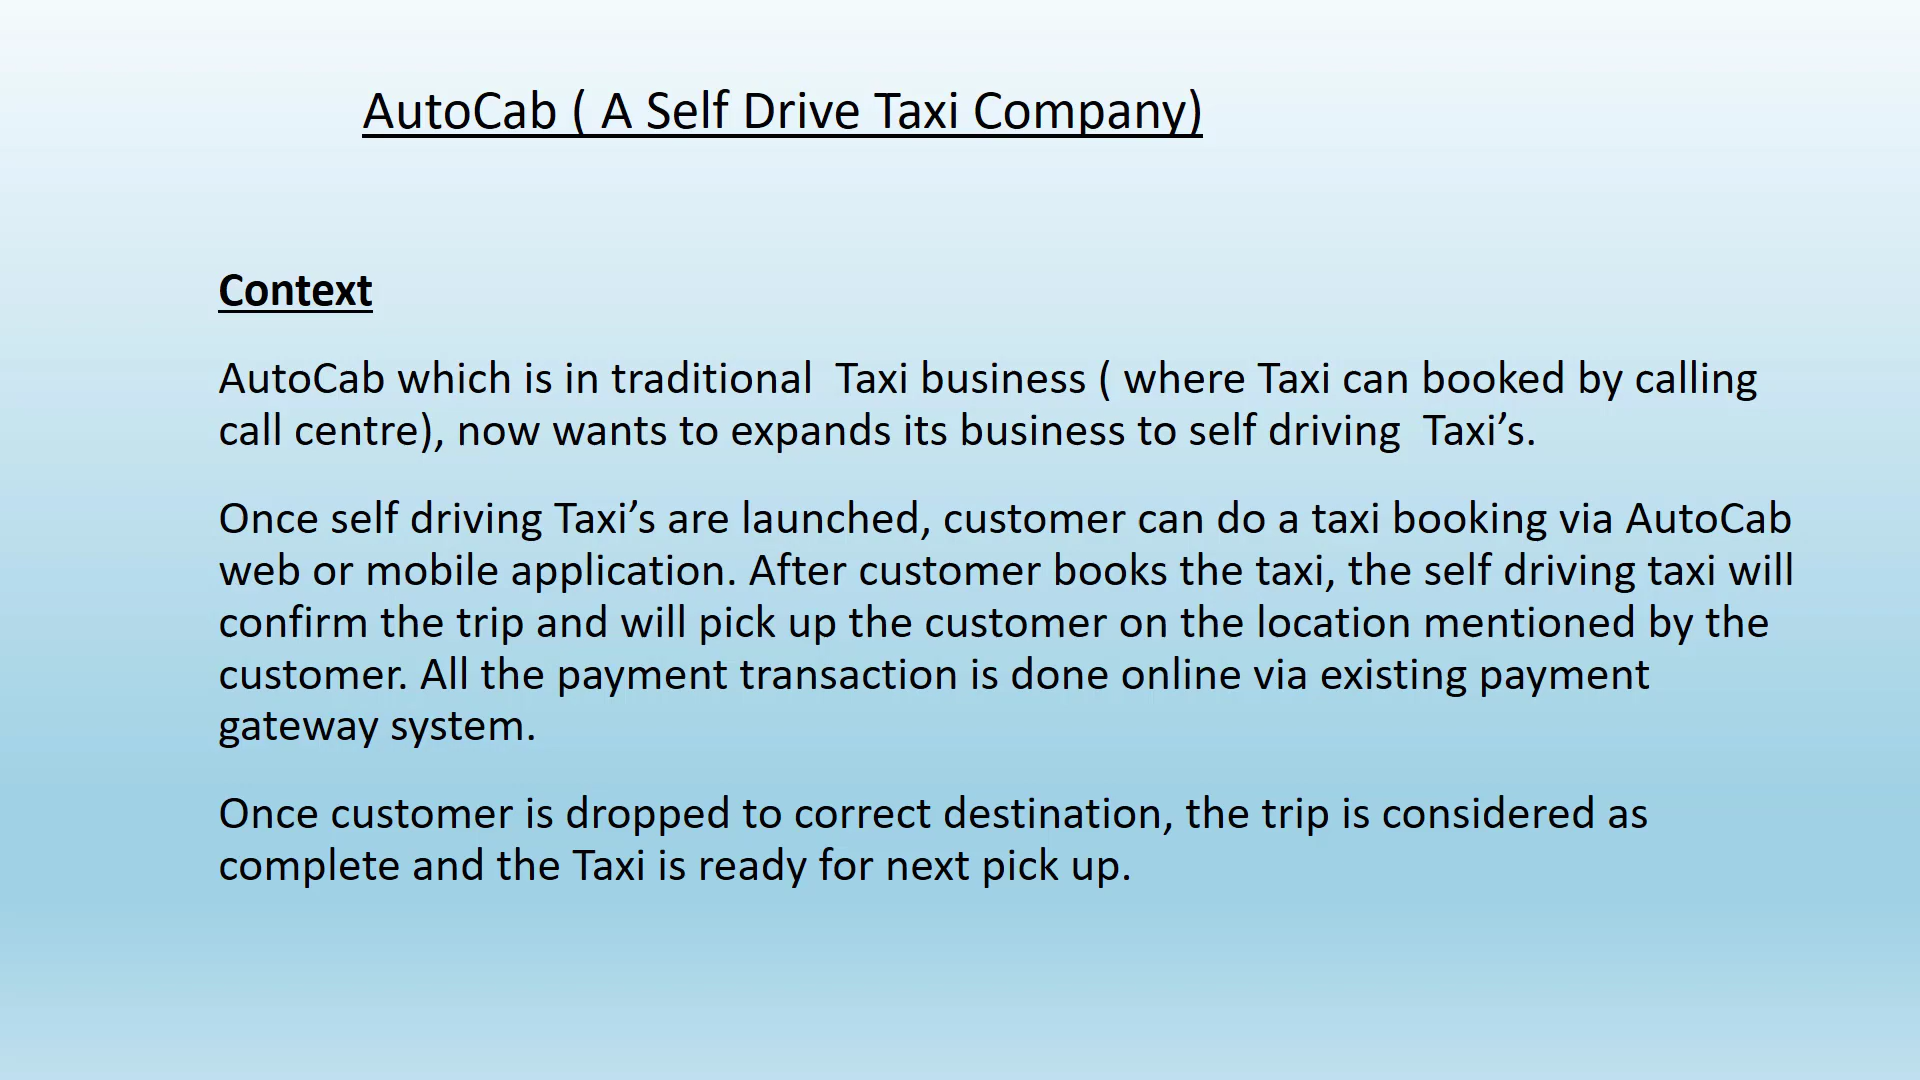 AutoCab ( A Self Drive Taxi Company)
Context
AutoCab which is in traditional  Taxi business ( where Taxi can booked by calling
call centre), now wants to expands its business to self driving  Taxi’s.
Once self driving Taxi’s are launched, customer can do a taxi booking via AutoCab
web or mobile application. After customer books the taxi, the self driving taxi will
confirm the trip and will pick up the customer on the location mentioned by the
customer. All the payment transaction is done online via existing payment
gateway system.
Once customer is dropped to correct destination, the trip is considered as
complete and the Taxi is ready for next pick up.